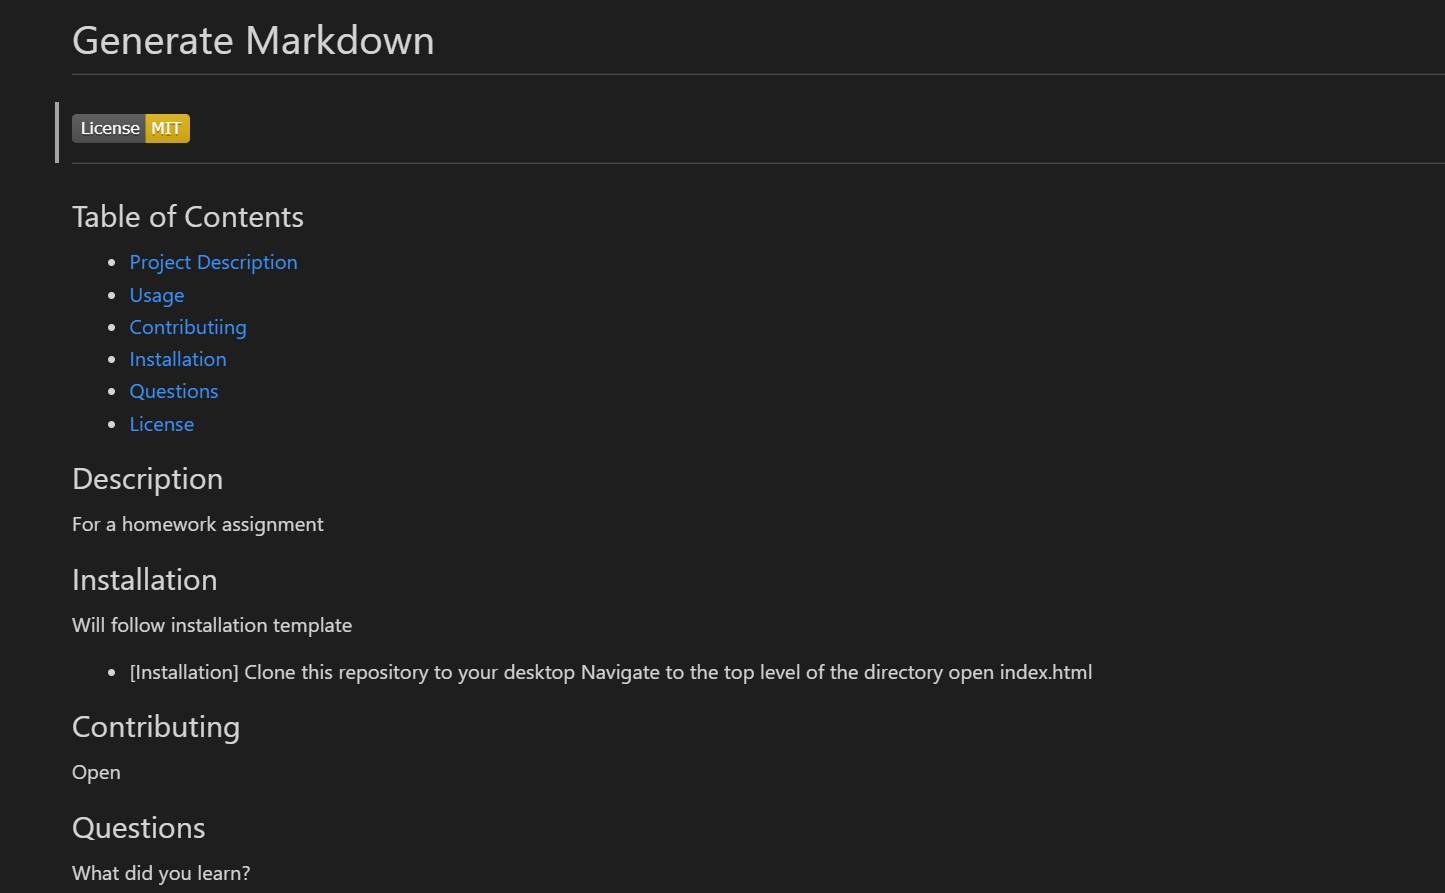 Generate Markdown
License MIT
Table of Contents
Project Description
Usage
Contributiing
Installation
Questions
License
Description
For a homework assignment
Installation
Will follow installation template
[Installation] Clone this repository to your desktop Navigate to the top level of the directory open index.html
Contributing
Open
Questions
What did you learn?